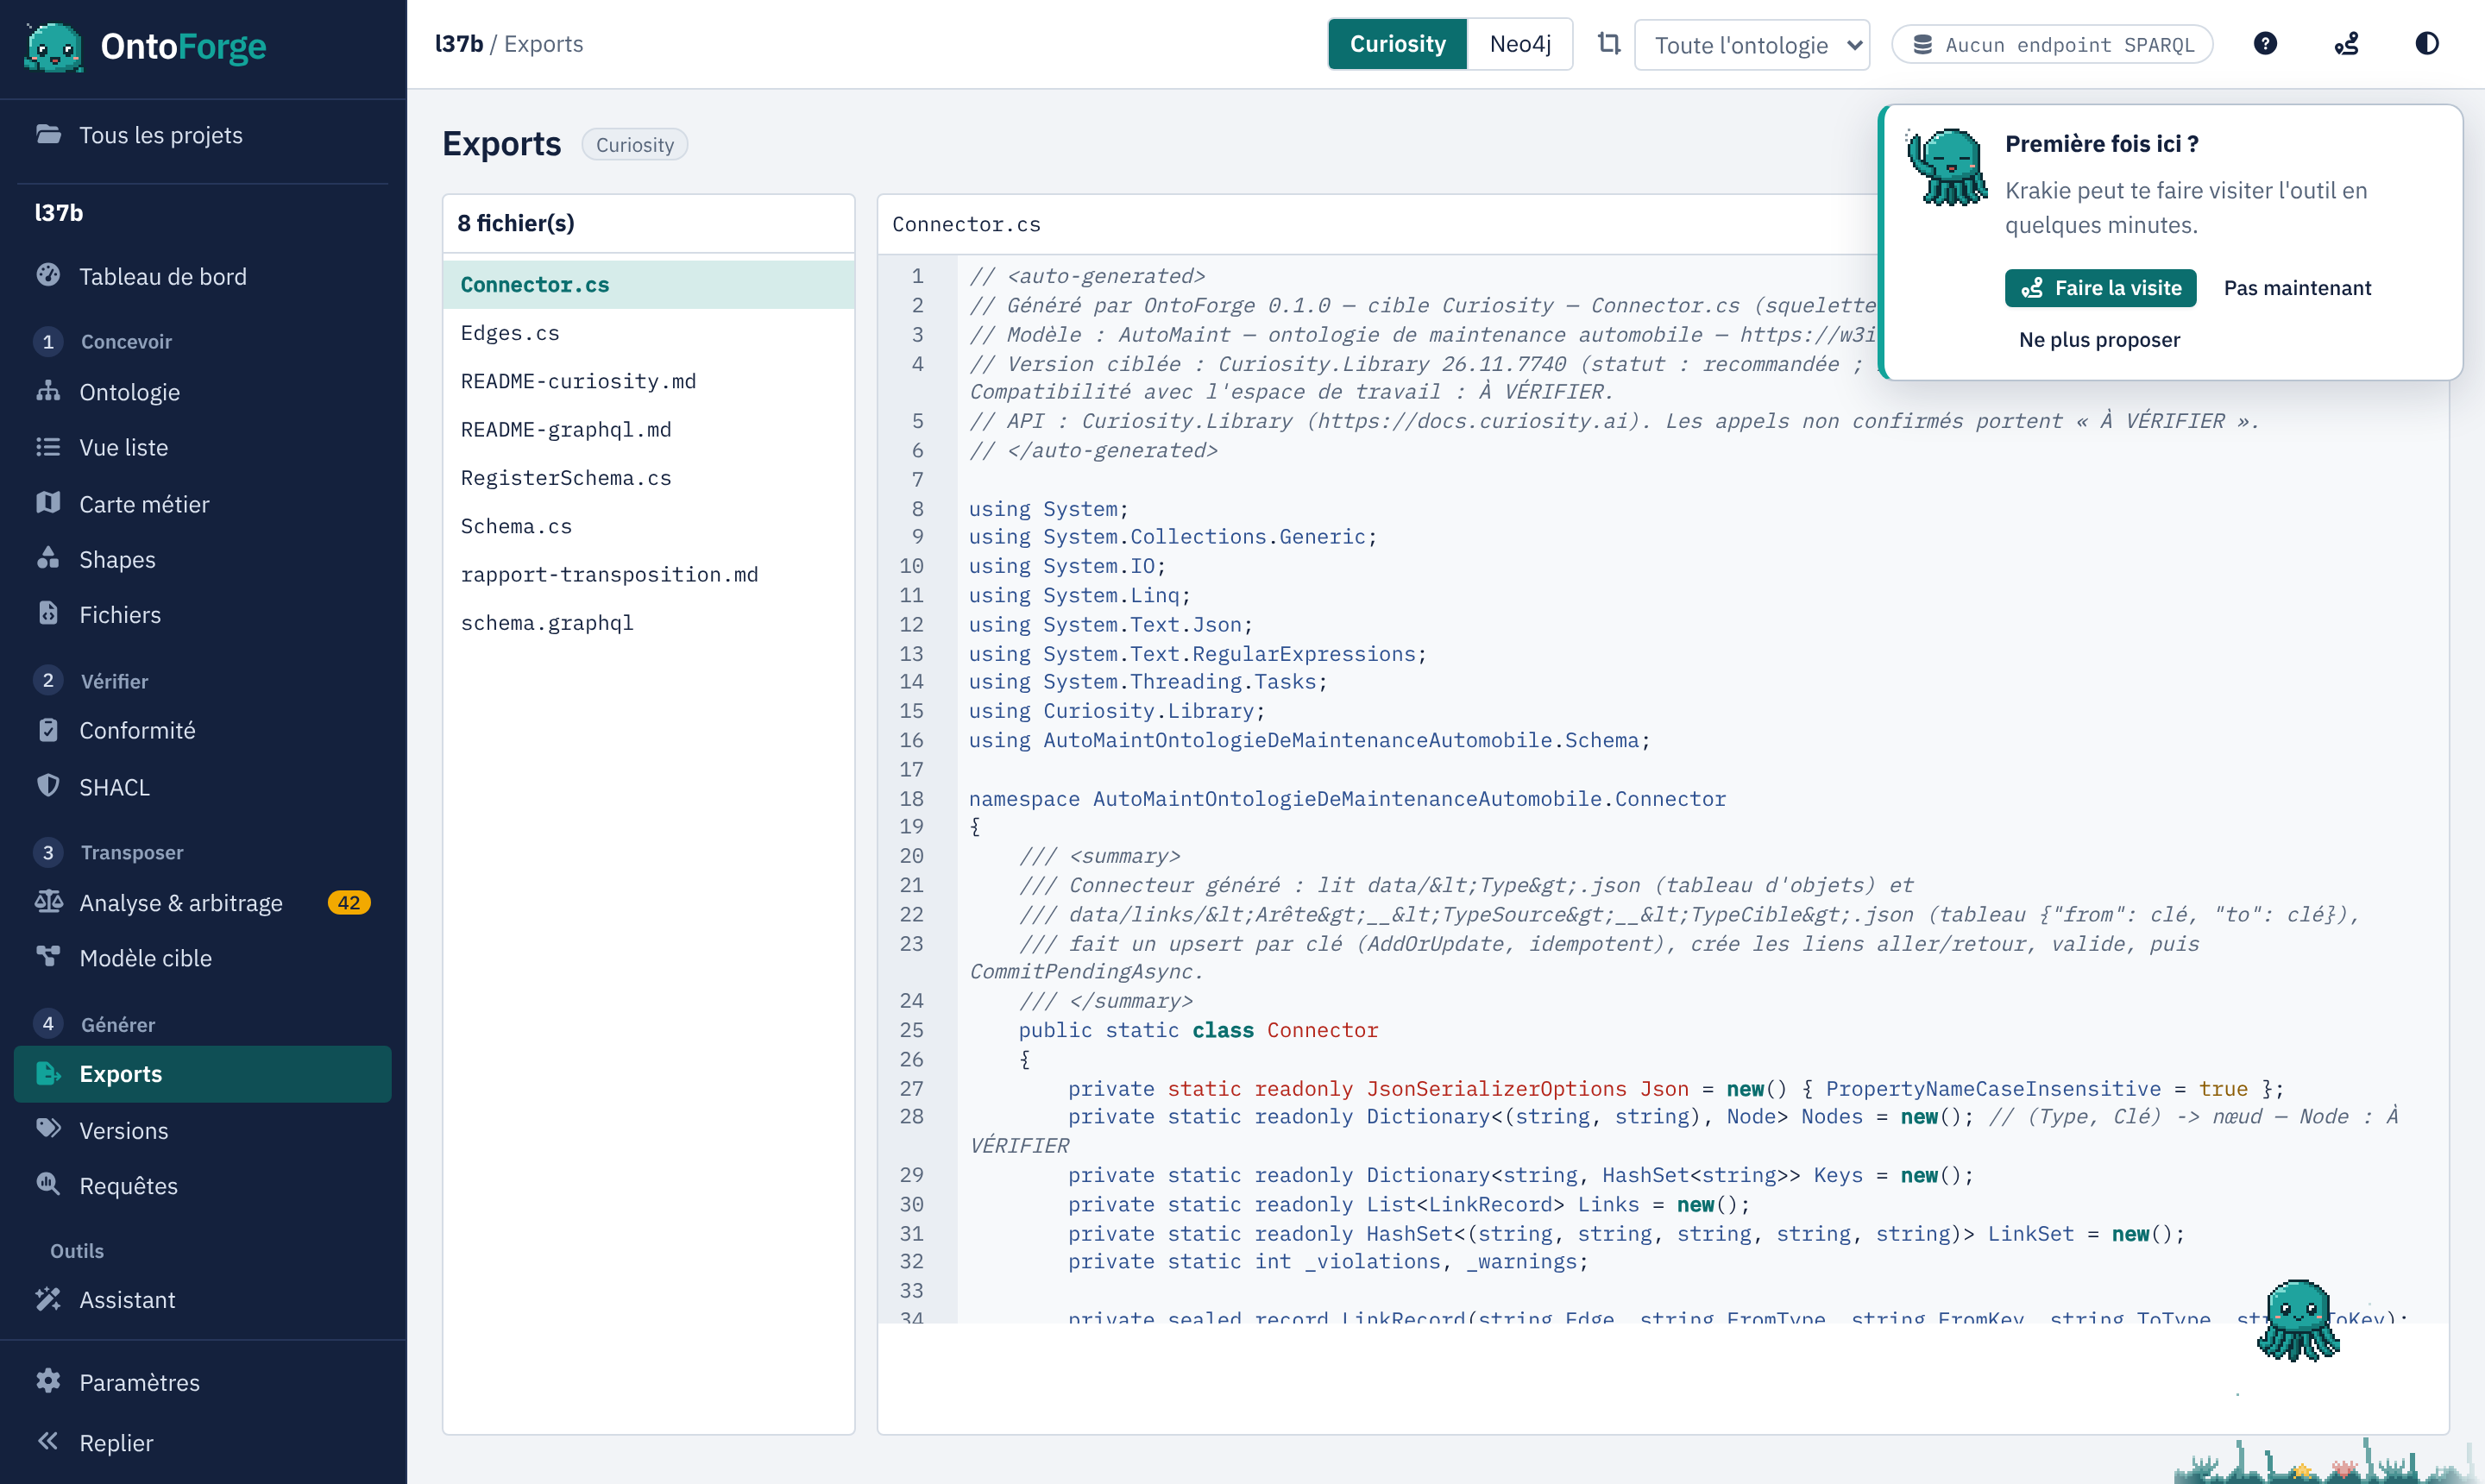 OntoForge
Tous les projets
l37b
Tableau de bord
1 Concevoir
Ontologie
Vue liste
Carte métier
Shapes
Fichiers
2 Vérifier
Conformité
SHACL
3 Transposer
Analyse & arbitrage 42
Modèle cible
4 Générer
Exports
Versions
Requêtes
Outils
Assistant
Paramètres
Replier
l37b / Exports
Curiosity
Neo4j
Toute l'ontologie
Aucun endpoint SPARQL
Exports Curiosity
Première fois ici ?
Krakie peut te faire visiter l'outil en
quelques minutes.
Faire la visite
Pas maintenant
Ne plus proposer
8 fichier(s)
Connector.cs
Edges.cs
README-curiosity.md
README-graphql.md
RegisterSchema.cs
Schema.cs
rapport-transposition.md
schema.graphql
Connector.cs
1 // <auto-generated>
2 // Généré par OntoForge 0.1.0 — cible Curiosity — Connector.cs (squelette
3 // Modèle : AutoMaint — ontologie de maintenance automobile — https://w3i
4 // Version ciblée : Curiosity.Library 26.11.7740 (statut : recommandée ;
Compatibilité avec l'espace de travail : À VÉRIFIER.
5 // API : Curiosity.Library (https://docs.curiosity.ai). Les appels non confirmés portent « À VÉRIFIER ».
6 // </auto-generated>
7
8 using System;
9 using System.Collections.Generic;
10 using System.IO;
11 using System.Linq;
12 using System.Text.Json;
13 using System.Text.RegularExpressions;
14 using System.Threading.Tasks;
15 using Curiosity.Library;
16 using AutoMaintOntologieDeMaintenanceAutomobile.Schema;
17
18 namespace AutoMaintOntologieDeMaintenanceAutomobile.Connector
19 {
20 /// <summary>
21 /// Connecteur généré : lit data/&lt;Type&gt;.json (tableau d'objets) et
22 /// data/links/&lt;Arête&gt;__&lt;TypeSource&gt;__&lt;TypeCible&gt;.json (tableau {"from": clé, "to": clé}),
23 /// fait un upsert par clé (AddOrUpdate, idempotent), crée les liens aller/retour, valide, puis
CommitPendingAsync.
24 /// </summary>
25 public static class Connector
26 {
27 private static readonly JsonSerializerOptions Json = new() { PropertyNameCaseInsensitive = true };
28 private static readonly Dictionary<(string, string), Node> Nodes = new(); // (Type, Clé) -> nœud — Node : À
VÉRIFIER
29 private static readonly Dictionary<string, HashSet<string>> Keys = new();
30 private static readonly List<LinkRecord> Links = new();
31 private static readonly HashSet<(string, string, string, string, string)> LinkSet = new();
32 private static int _violations, _warnings;
33
34 private sealed record LinkRecord(string Edge, string FromType, string FromKey, string ToType,